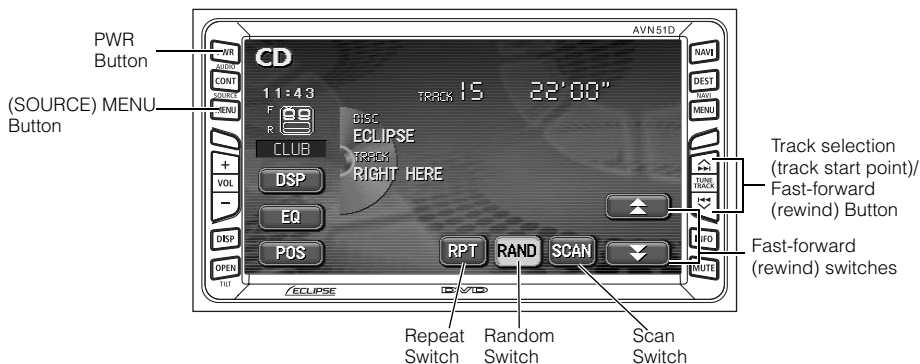 AVN51D
PWR
Button
(SOURCE) MENU
Button
PWR
AUDIO
CONT
SOURCE
MENU
+
VOL
−
DISP
OPEN
TILT
CD
11:43
F
R
CLUB
DSP
EQ
POS
TRACK 15 22'00"
DISC
ECLIPSE
TRACK
RIGHT HERE
RPT
RAND
SCAN
NAVI
DEST
NAVI
MENU
TUNE
TRACK
INFO
MUTE
ECLIPSE
DVD
Track selection
(track start point)/
Fast-forward
(rewind) Button
Fast-forward
(rewind) switches
Repeat
Switch
Random
Switch
Scan
Switch